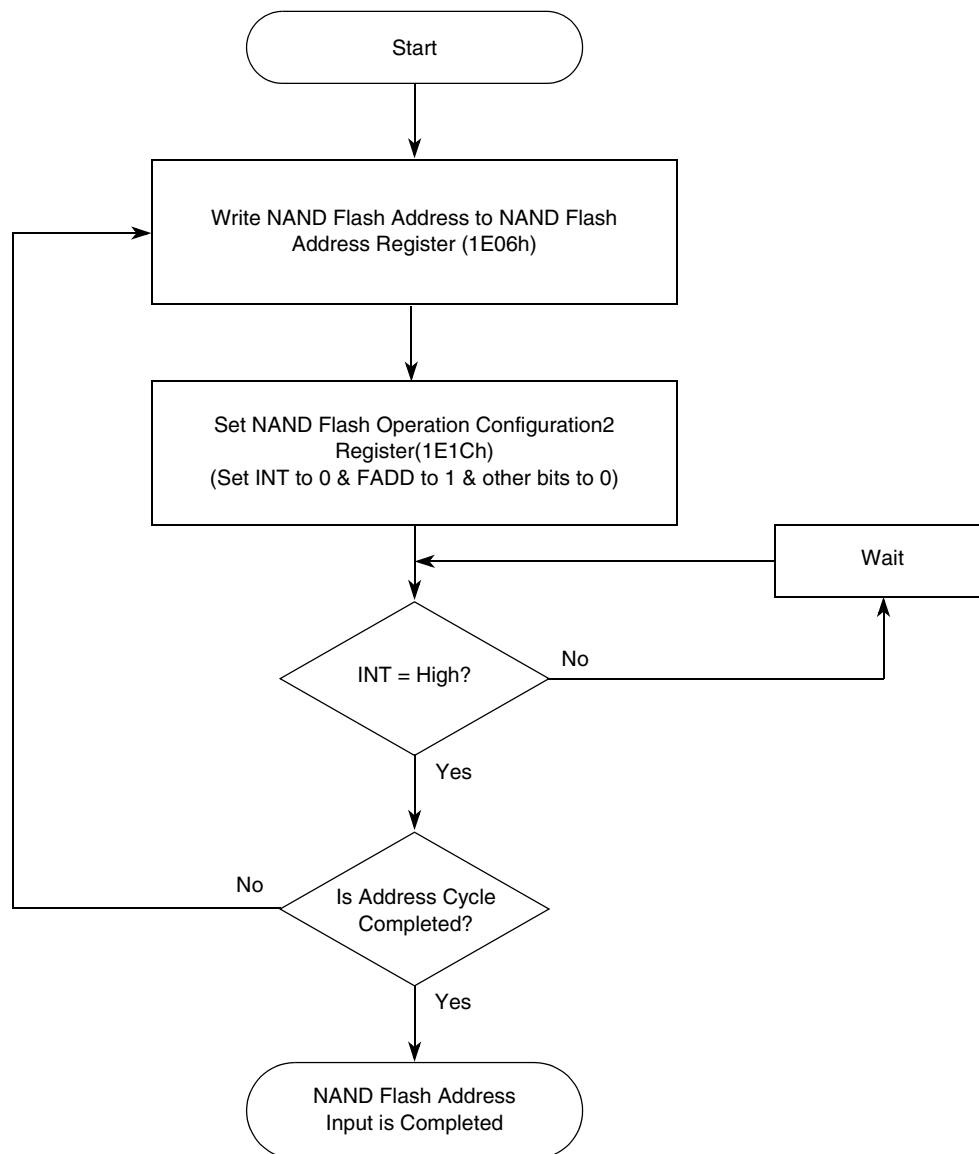 Start
Write NAND Flash Address to NAND Flash
Address Register (1E06h)
Set NAND Flash Operation Configuration2
Register(1E1Ch)
(Set INT to 0 & FADD to 1 & other bits to 0)
Wait
INT = High?
No
Yes
No
Is Address Cycle
Completed?
Yes
NAND Flash Address
Input is Completed